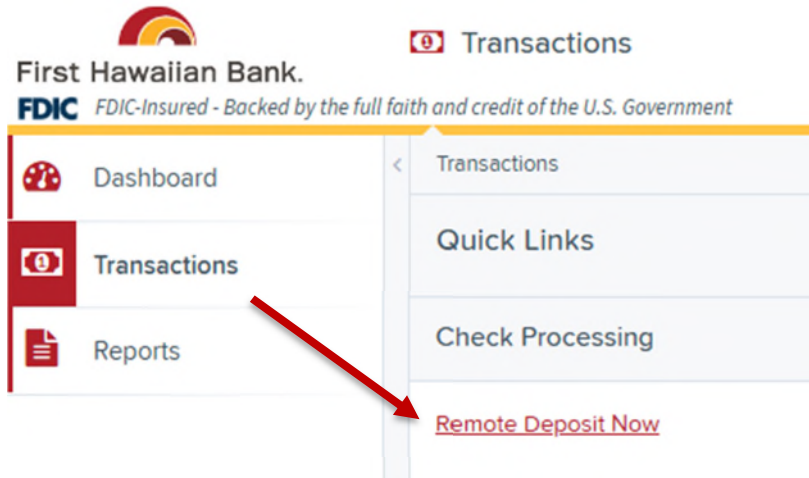 First Hawaiian Bank.
FDIC FDIC-Insured - Backed by the full faith and credit of the U.S. Government
Transactions
Dashboard
Transactions
Reports
Transactions
Quick Links
Check Processing
Remote Deposit Now